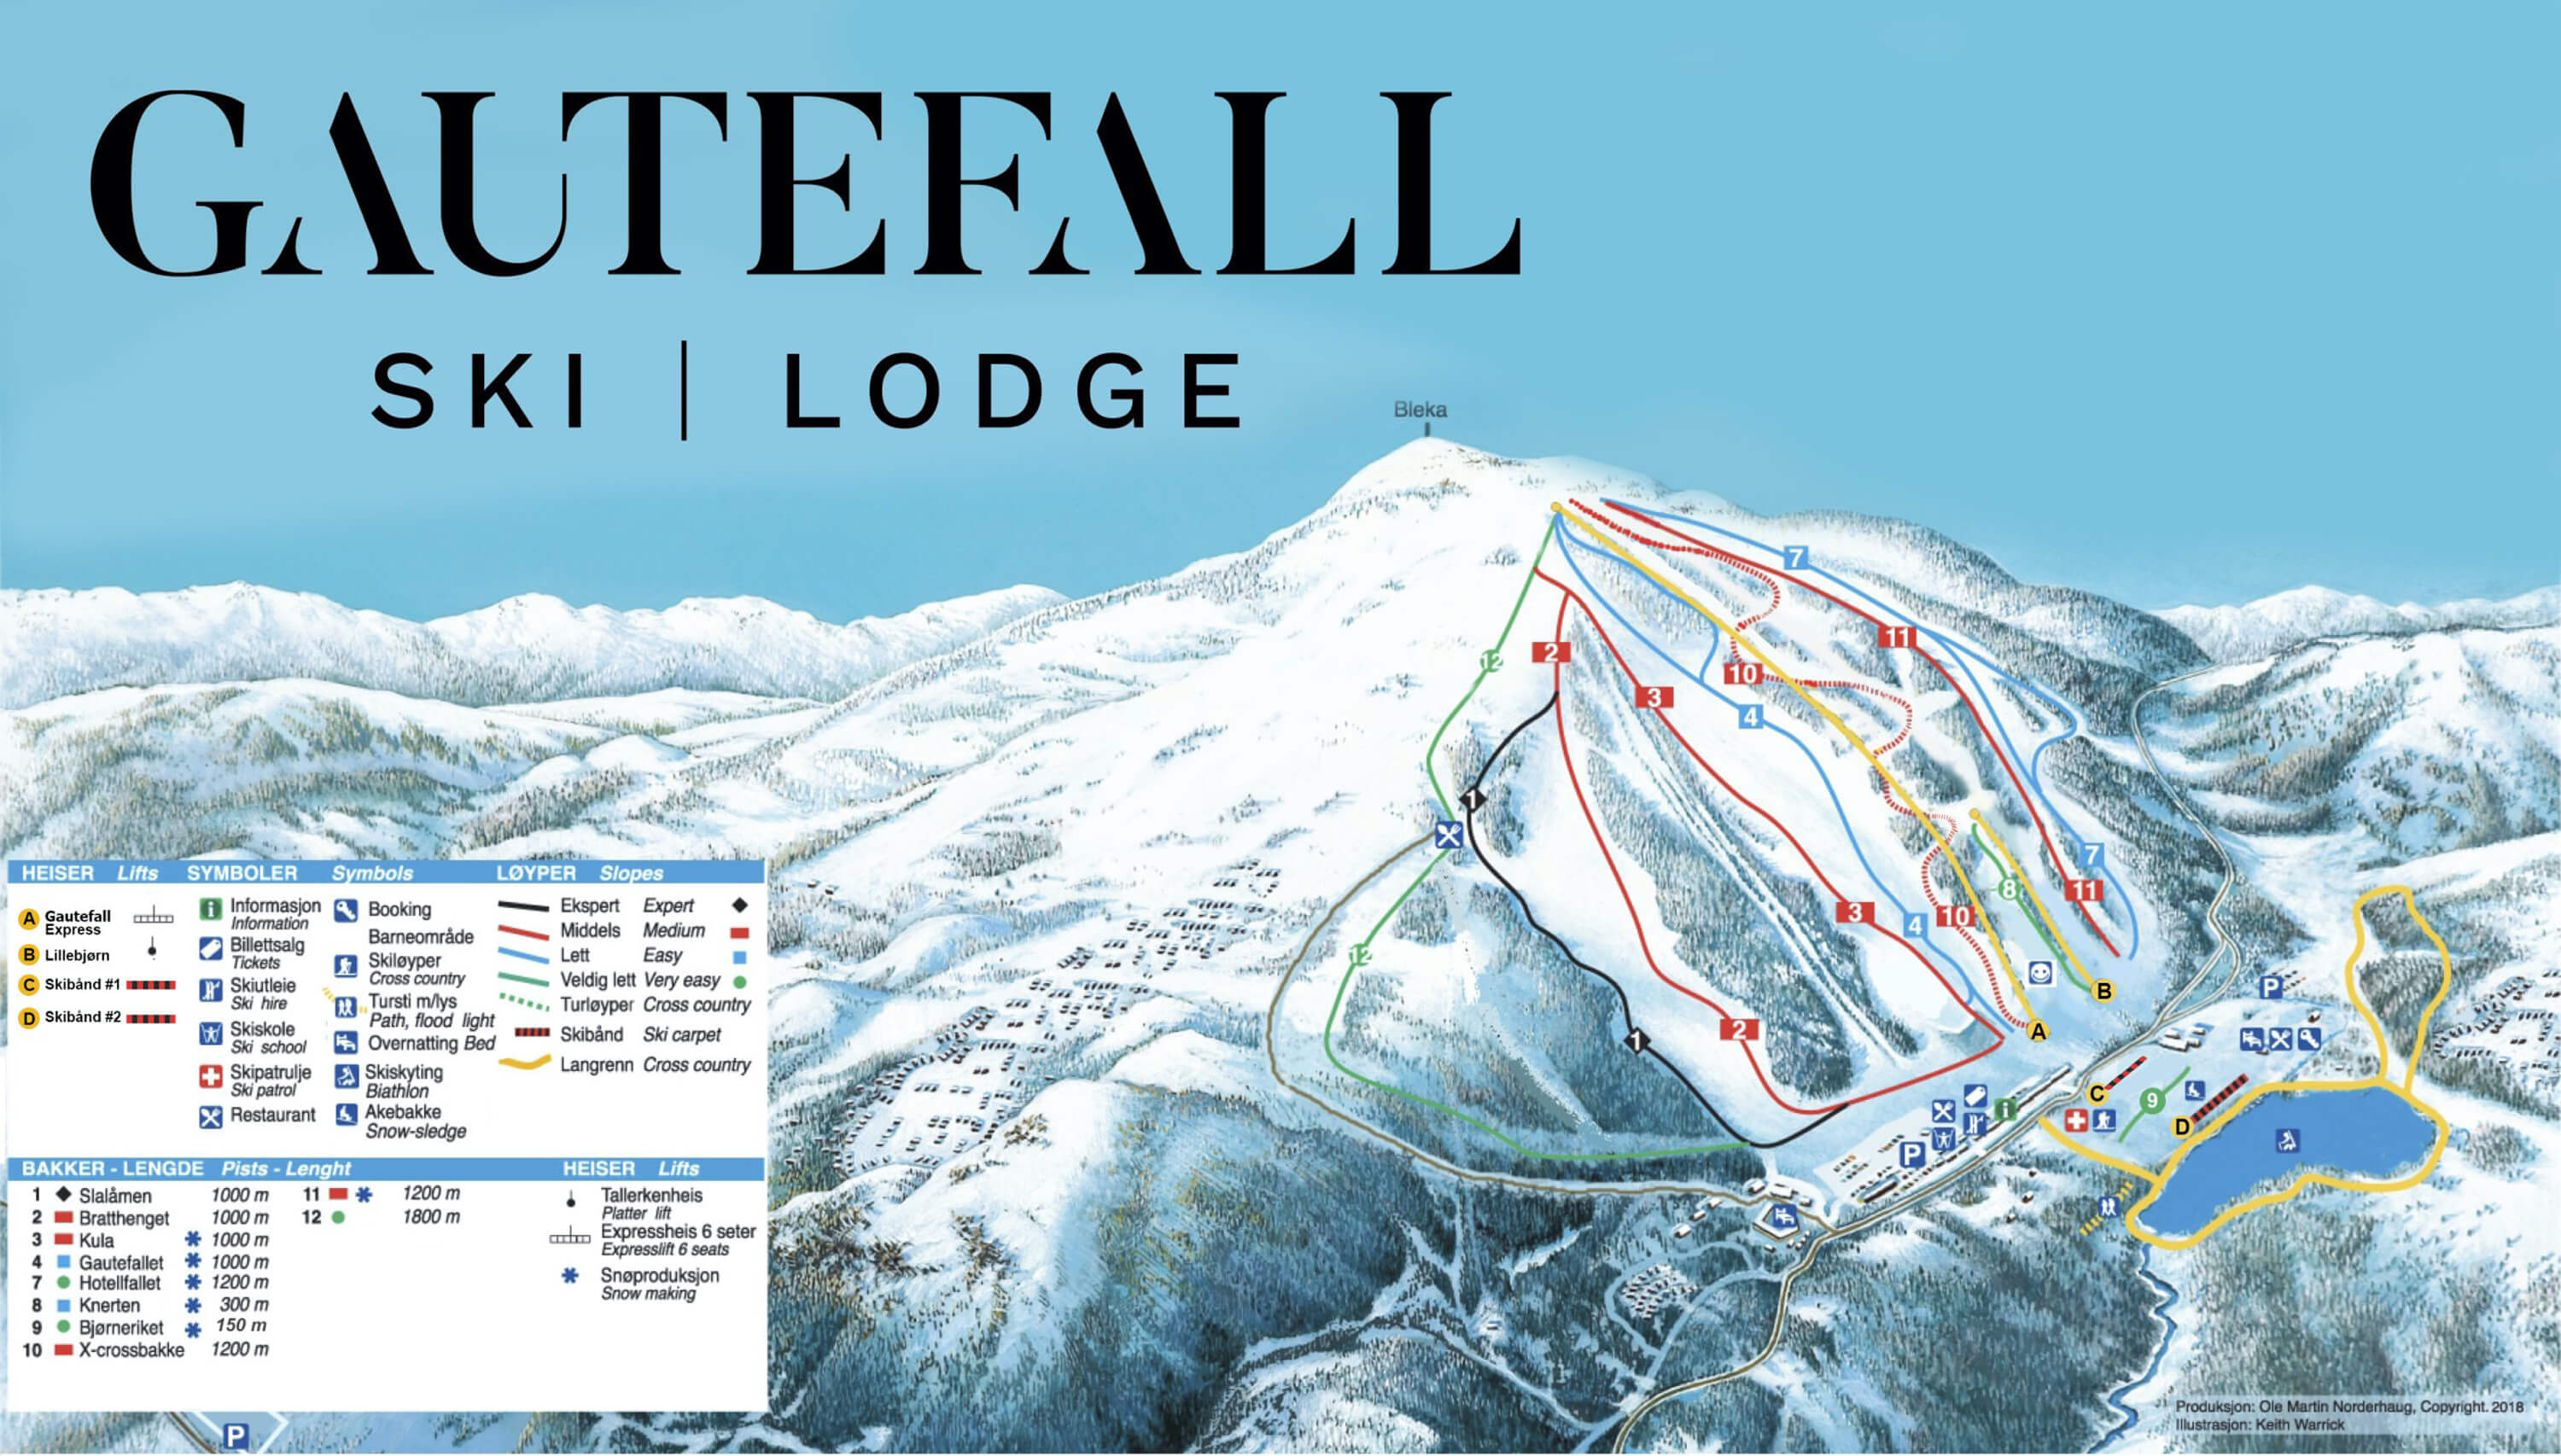 GAUTEFALL
SKI | LODGE
Bleka
7
11
12
2
10
3
4
1
7
8
11
3
10
4
12
B
P
2
A
1
C
9
D
i
P
HEISER Lifts
A Gautefall Express
B Lillebjørn
C Skibånd #1
D Skibånd #2
SYMBOLER Symbols
i Informasjon
Information
Billettsalg
Tickets
Skiutleie
Ski hire
Skiskole
Ski school
Skipatrulje
Ski patrol
Restaurant
Booking
Barneområde
Skiløyper
Cross country
Tursti m/lys
Path, flood light
Overnatting Bed
Skiskyting
Biathlon
Akebakke
Snow-sledge
LØYPER Slopes
Ekspert Expert
Middels Medium
Lett Easy
Veldig lett Very easy
Turløyper Cross country
Skibånd Ski carpet
Langrenn Cross country
BAKKER - LENGDE Pists - Lenght
1 Slalåmen 1000 m
2 Bratthenget 1000 m
3 Kula 1000 m
4 Gautefallet 1000 m
7 Hotellfallet 1200 m
8 Knerten 300 m
9 Bjørneriket 150 m
10 X-crossbakke 1200 m
11 1200 m
12 1800 m
HEISER Lifts
Tallerkenheis
Platter lift
Expressheis 6 seter
Expresslift 6 seats
Snøproduksjon
Snow making
P
Produksjon: Ole Martin Norderhaug, Copyright. 2018
Illustrasjon: Keith Warrick